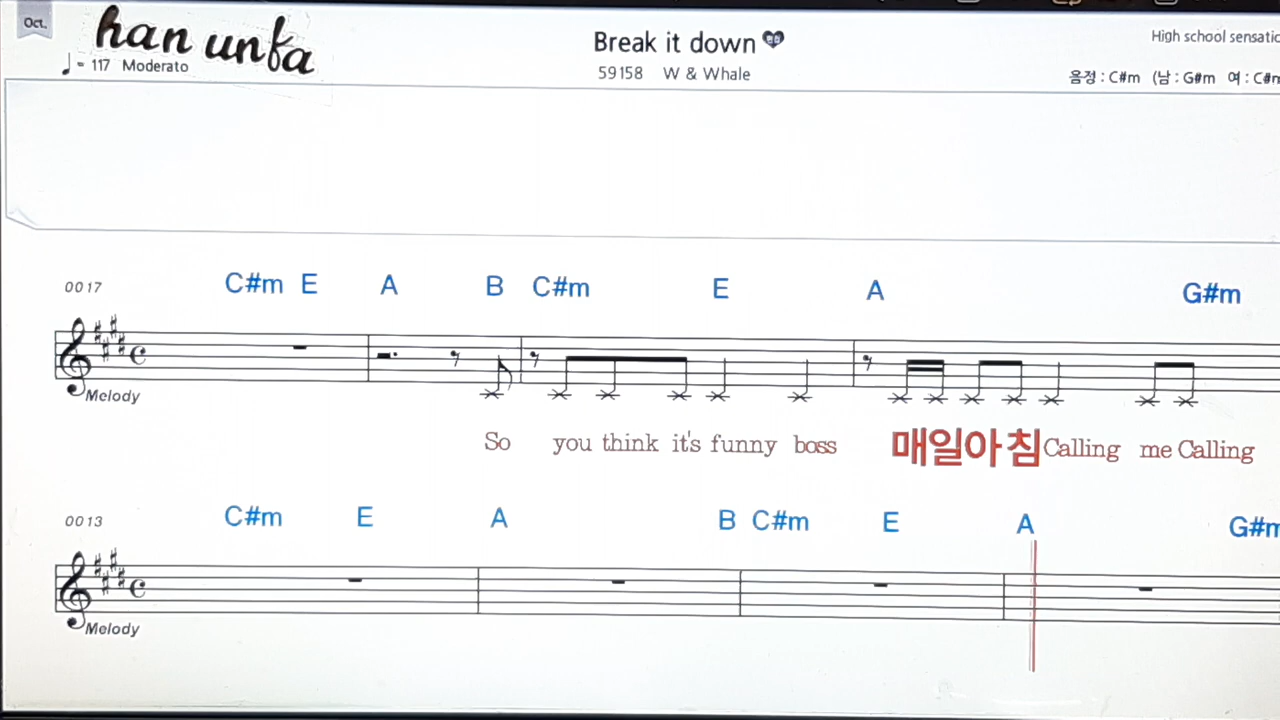 Oct.
han unfa
♩= 117 Moderato
Break it down
59158 W & Whale
High school sensatio
음정 : C#m (남 : G#m 여 : C#m
0017 C#m E A B C#m E A G#m
Melody
So you think it's funny boss 매일아침 Calling me Calling
0013 C#m E A B C#m E A G#m
Melody